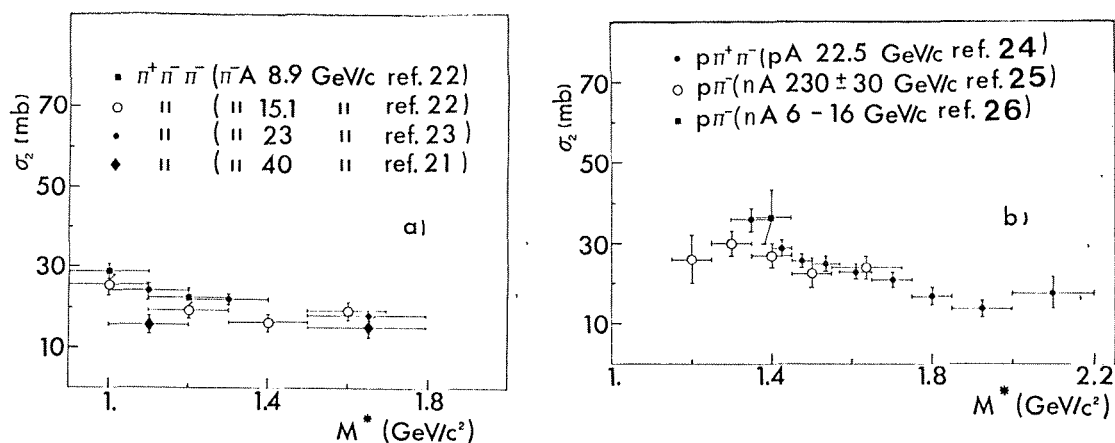 π⁺ π⁻ π⁻ (π⁻A 8.9 GeV/c ref. 22)
〃 (〃 15.1 〃 ref. 22)
〃 (〃 23 〃 ref. 23)
〃 (〃 40 〃 ref. 21)
σ₂ (mb)
70
50
30
10
a)
1. 1.4 1.8
M* (GeV/c²)
pπ⁺ π⁻ (pA 22.5 GeV/c ref. 24)
pπ⁻ (nA 230 ± 30 GeV/c ref. 25)
pπ⁻ (nA 6 - 16 GeV/c ref. 26)
σ₂ (mb)
70
50
30
10
b)
1. 1.4 1.8 2.2
M* (GeV/c²)